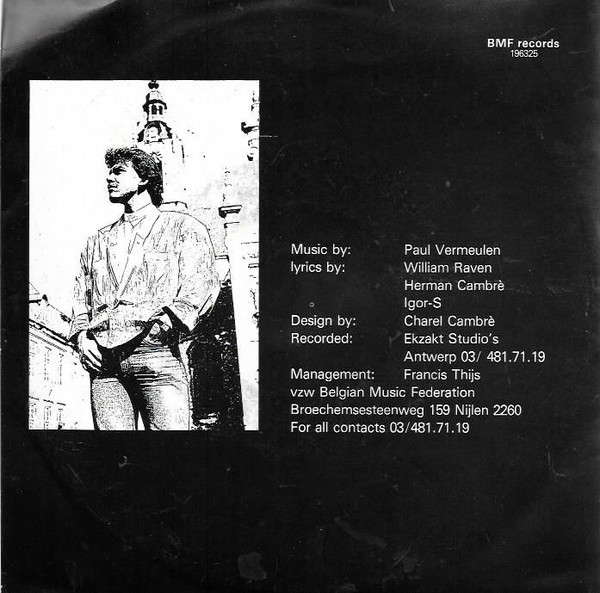 BMF records
196325
Music by: Paul Vermeulen
lyrics by: William Raven
Herman Cambrè
Igor-S
Design by: Charel Cambrè
Recorded: Ekzakt Studio's
Antwerp 03/ 481.71.19
Management: Francis Thijs
vzw Belgian Music Federation
Broechemsesteenweg 159 Nijlen 2260
For all contacts 03/481.71.19